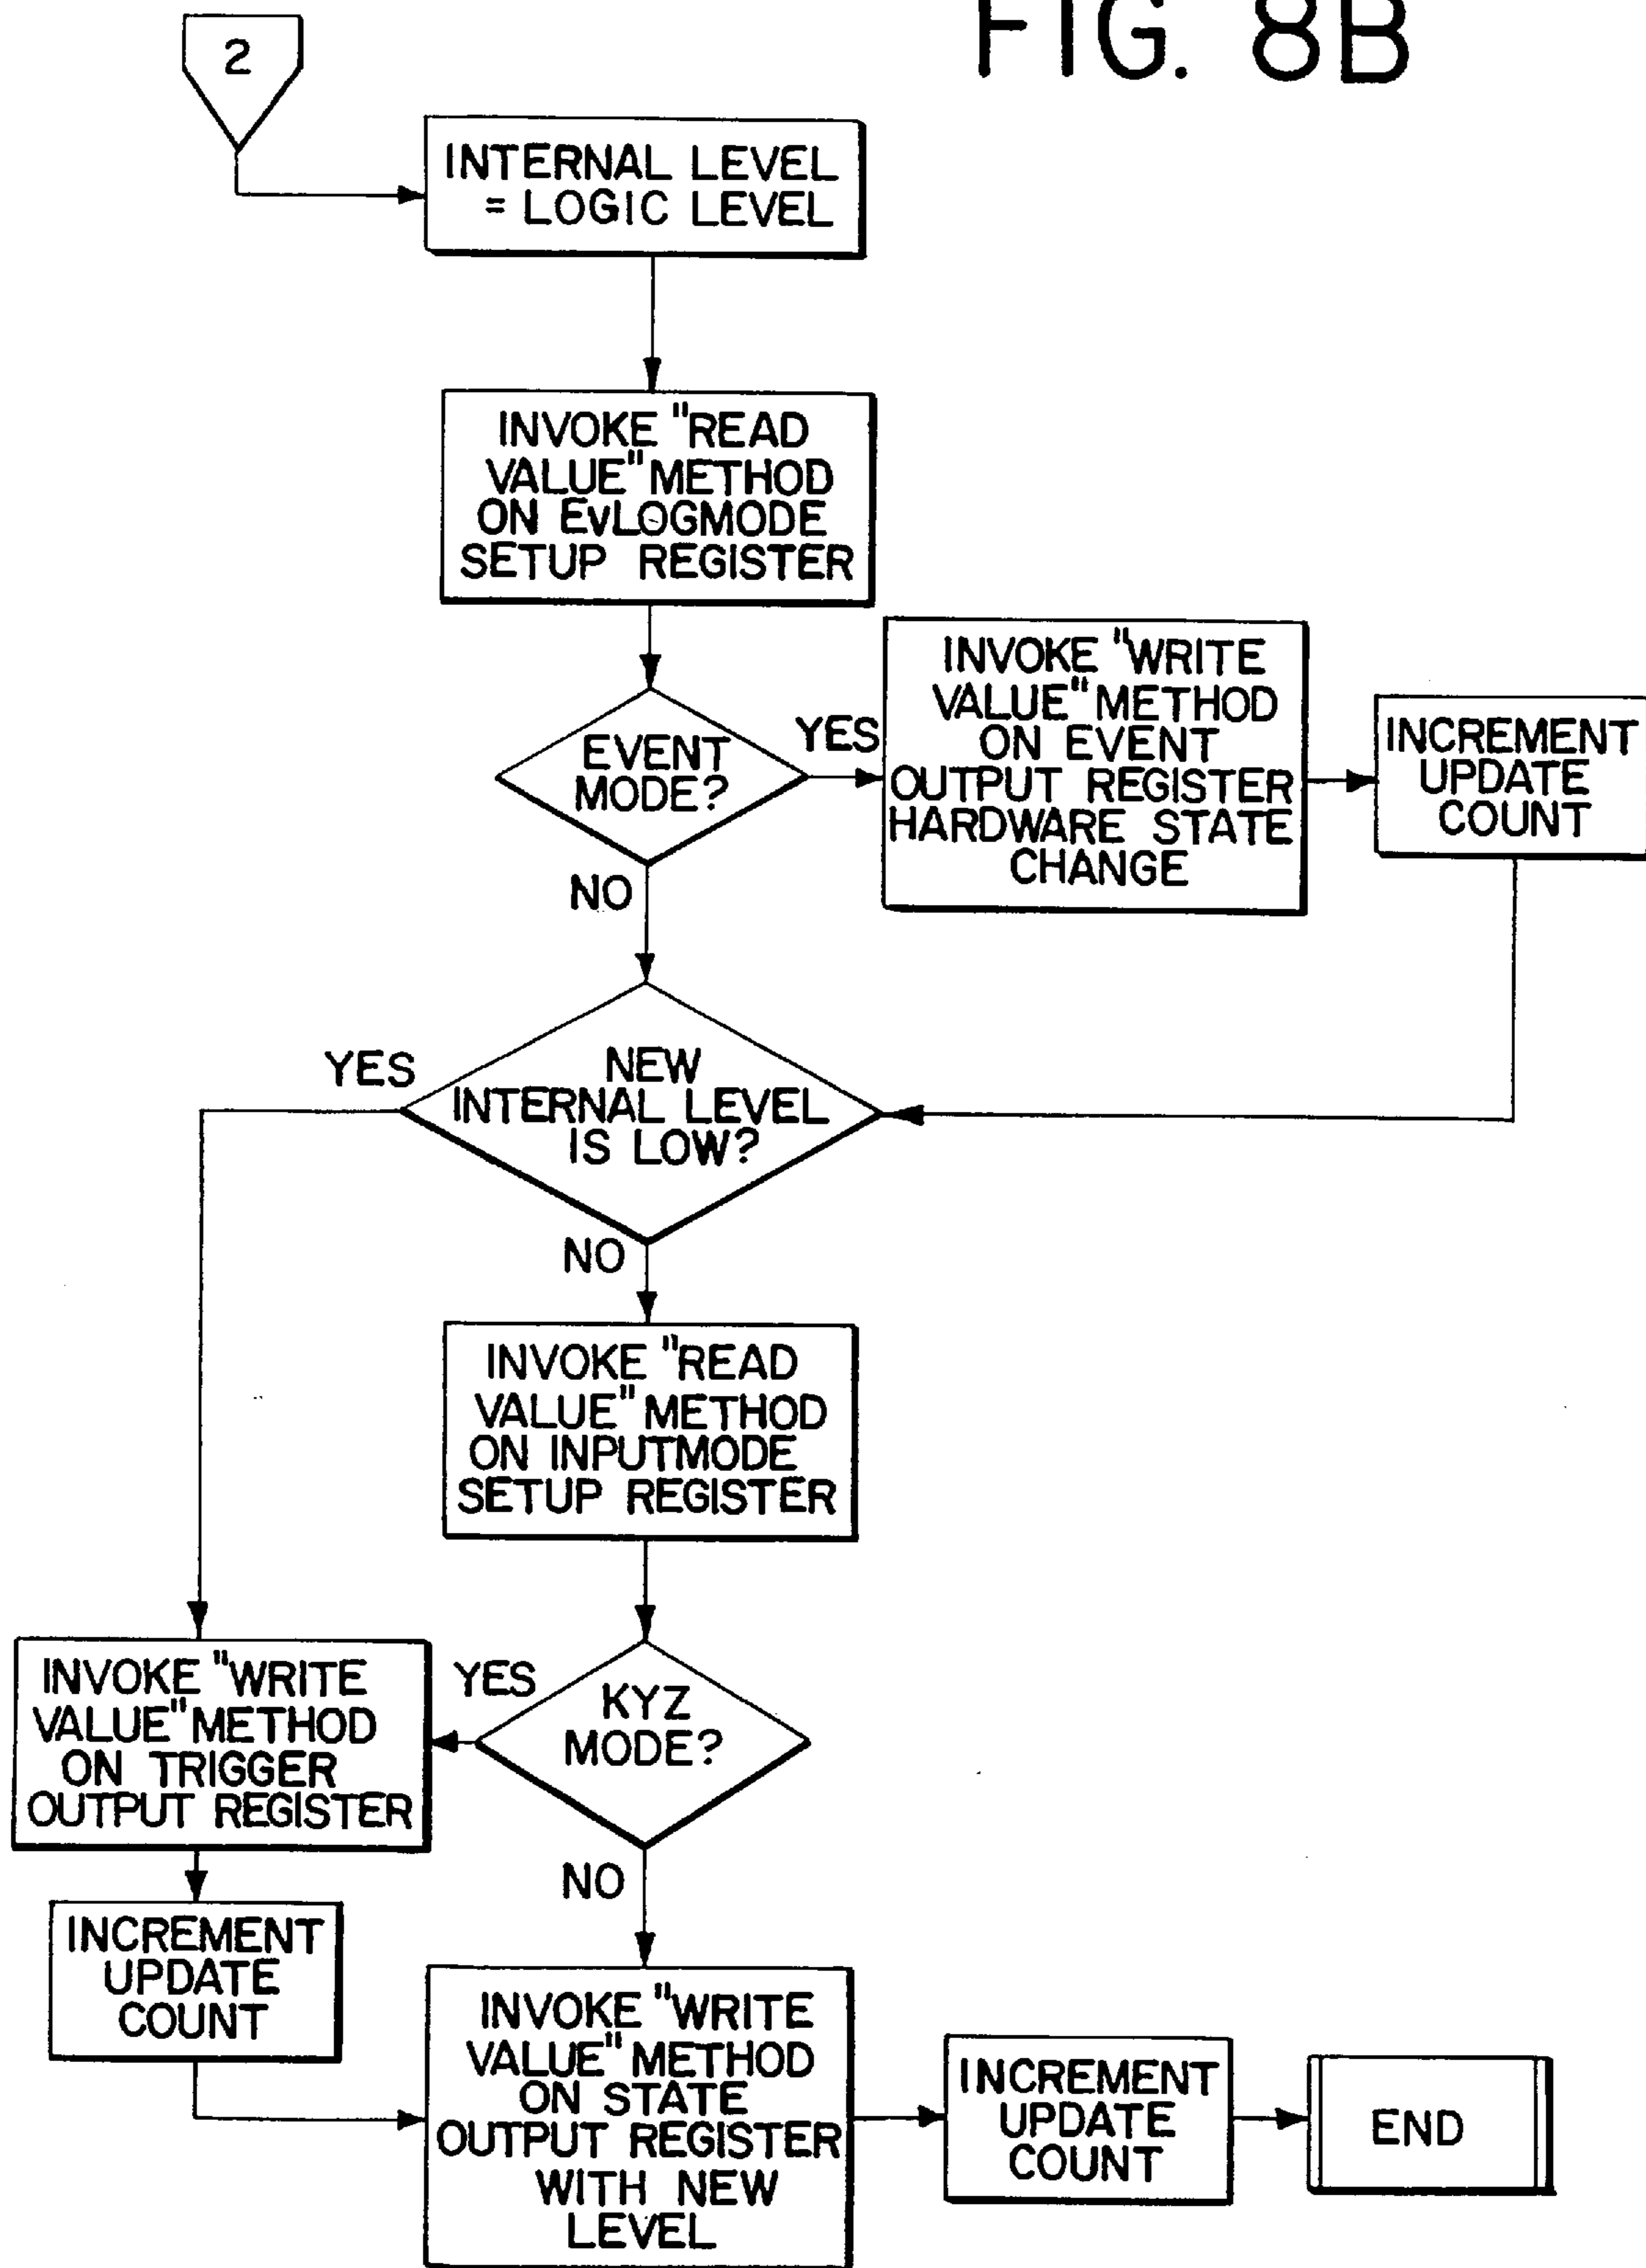 FIG. 8B
2
INTERNAL LEVEL
= LOGIC LEVEL
INVOKE "READ
VALUE" METHOD
ON EvLOGMODE
SETUP REGISTER
EVENT
MODE?
YES
NO
INVOKE "WRITE
VALUE" METHOD
ON EVENT
OUTPUT REGISTER
HARDWARE STATE
CHANGE
INCREMENT
UPDATE
COUNT
NEW
INTERNAL LEVEL
IS LOW?
YES
NO
INVOKE "READ
VALUE" METHOD
ON INPUTMODE
SETUP REGISTER
KYZ
MODE?
YES
NO
INVOKE "WRITE
VALUE" METHOD
ON TRIGGER
OUTPUT REGISTER
INCREMENT
UPDATE
COUNT
INVOKE "WRITE
VALUE" METHOD
ON STATE
OUTPUT REGISTER
WITH NEW
LEVEL
INCREMENT
UPDATE
COUNT
END